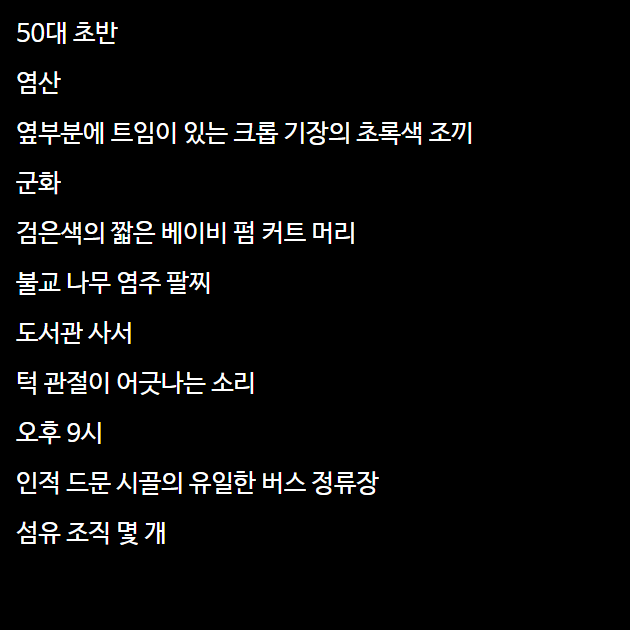 50대 초반
염산
옆부분에 트임이 있는 크롭 기장의 초록색 조끼
군화
검은색의 짧은 베이비 펌 커트 머리
불교 나무 염주 팔찌
도서관 사서
턱 관절이 어긋나는 소리
오후 9시
인적 드문 시골의 유일한 버스 정류장
섬유 조직 몇 개